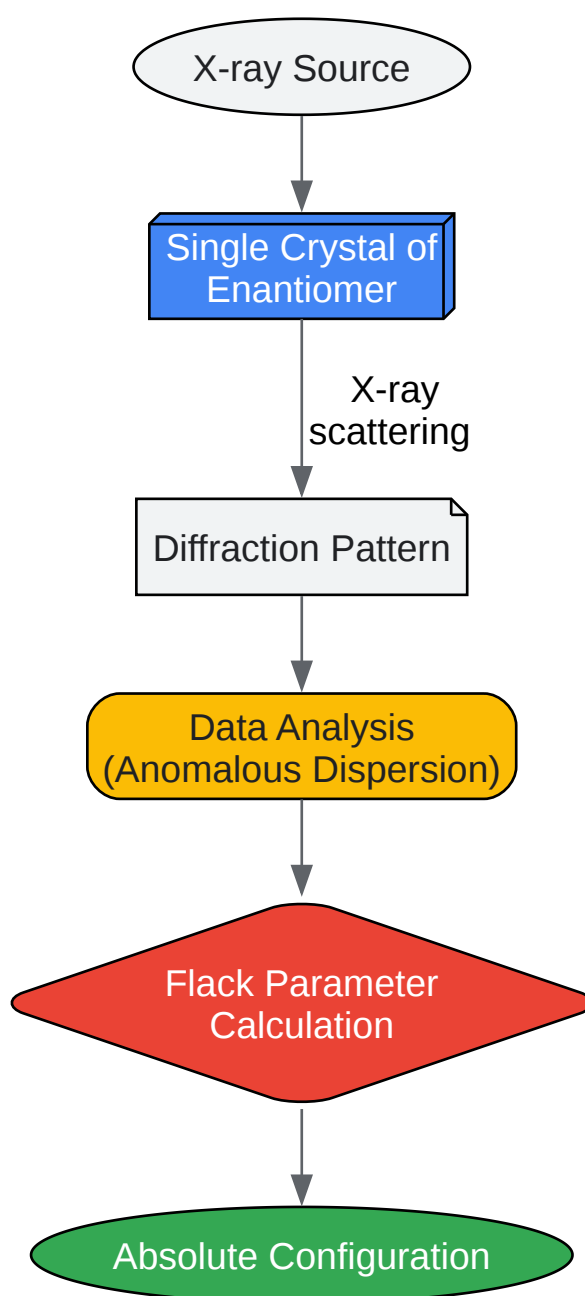 X-ray Source
Single Crystal of
Enantiomer
X-ray
scattering
Diffraction Pattern
Data Analysis
(Anomalous Dispersion)
Flack Parameter
Calculation
Absolute Configuration